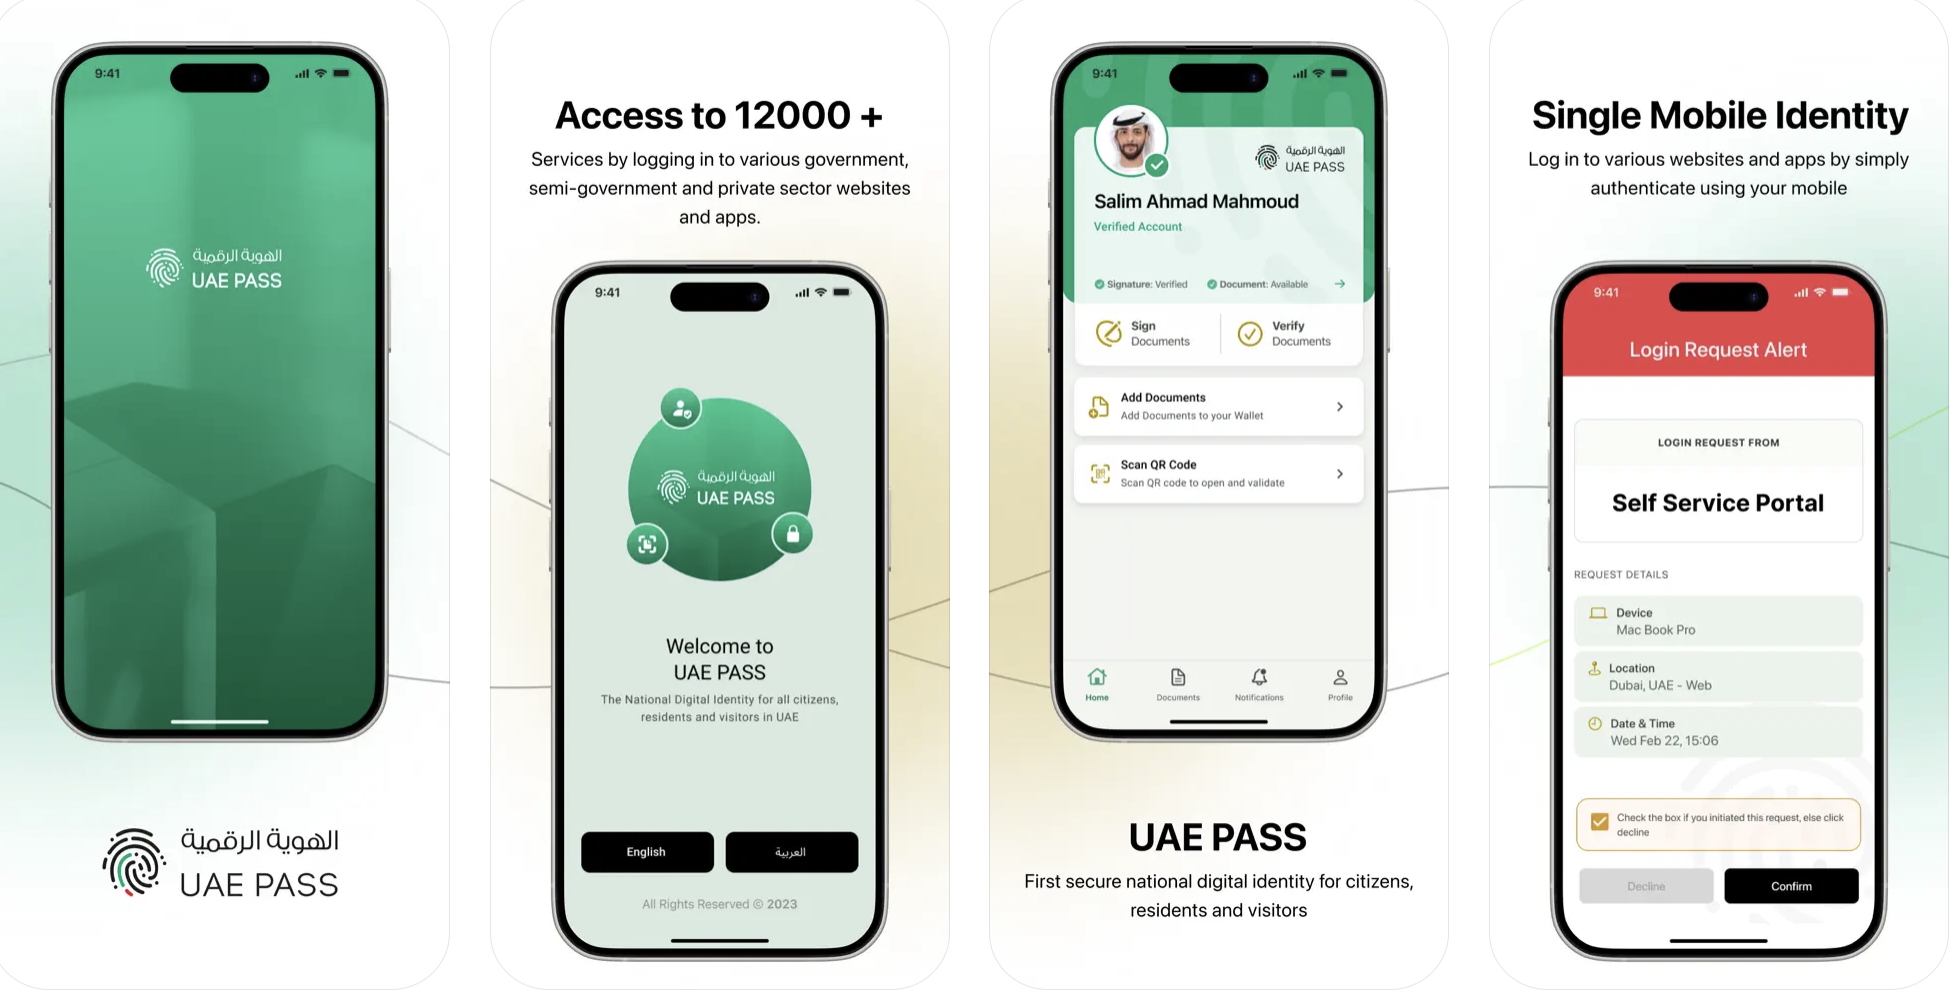 9:41
الهوية الرقمية
UAE PASS
الهوية الرقمية
UAE PASS
Access to 12000 +
Services by logging in to various government,
semi-government and private sector websites
and apps.
9:41
الهوية الرقمية
UAE PASS
Welcome to
UAE PASS
The National Digital Identity for all citizens,
residents and visitors in UAE
English
العربية
All Rights Reserved © 2023
9:41
الهوية الرقمية
UAE PASS
Salim Ahmad Mahmoud
Verified Account
Signature: Verified
Document: Available
Sign
Documents
Verify
Documents
Add Documents
Add Documents to your Wallet
Scan QR Code
Scan QR code to open and validate
Home
Documents
Notifications
Profile
UAE PASS
First secure national digital identity for citizens,
residents and visitors
Single Mobile Identity
Log in to various websites and apps by simply
authenticate using your mobile
9:41
Login Request Alert
LOGIN REQUEST FROM
Self Service Portal
REQUEST DETAILS
Device
Mac Book Pro
Location
Dubai, UAE - Web
Date & Time
Wed Feb 22, 15:06
Check the box if you initiated this request, else click
decline
Decline
Confirm